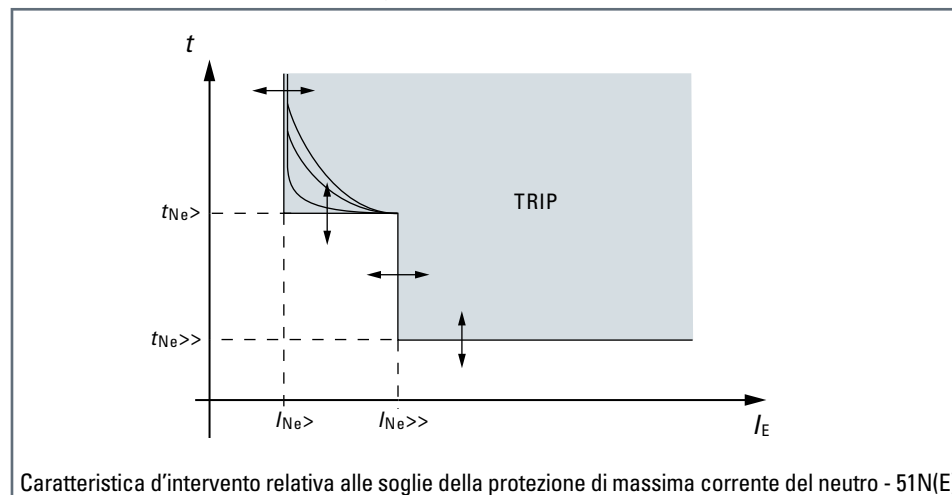 t
TRIP
tNe>
tNe>>
INe>
INe>>
IE
Caratteristica d'intervento relativa alle soglie della protezione di massima corrente del neutro - 51N(E